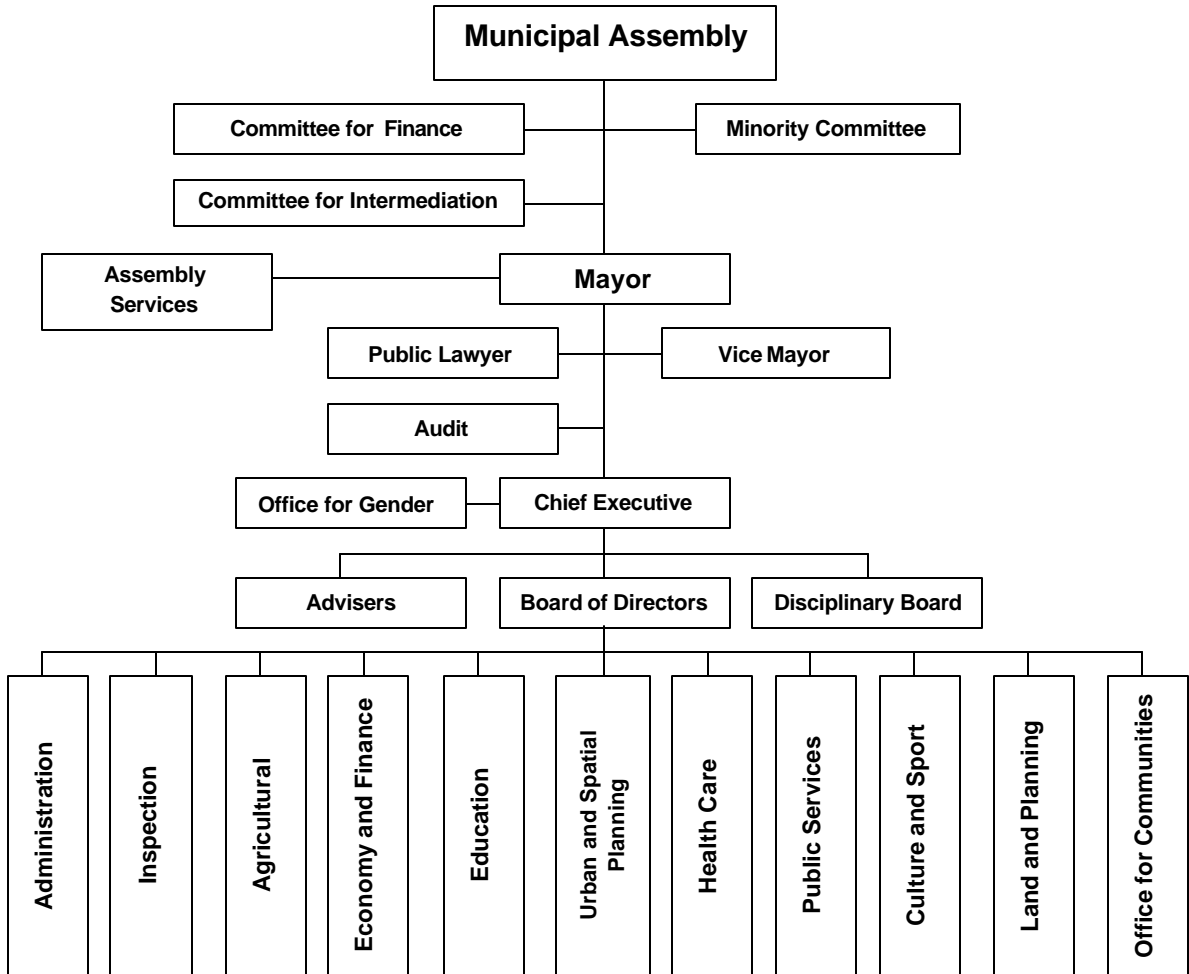 Municipal Assembly
Committee for Finance
Minority Committee
Committee for Intermediation
Assembly
Services
Mayor
Public Lawyer
Vice Mayor
Audit
Office for Gender
Chief Executive
Advisers
Board of Directors
Disciplinary Board
Administration
Inspection
Agricultural
Economy and Finance
Education
Urban and Spatial
Planning
Health Care
Public Services
Culture and Sport
Land and Planning
Office for Communities